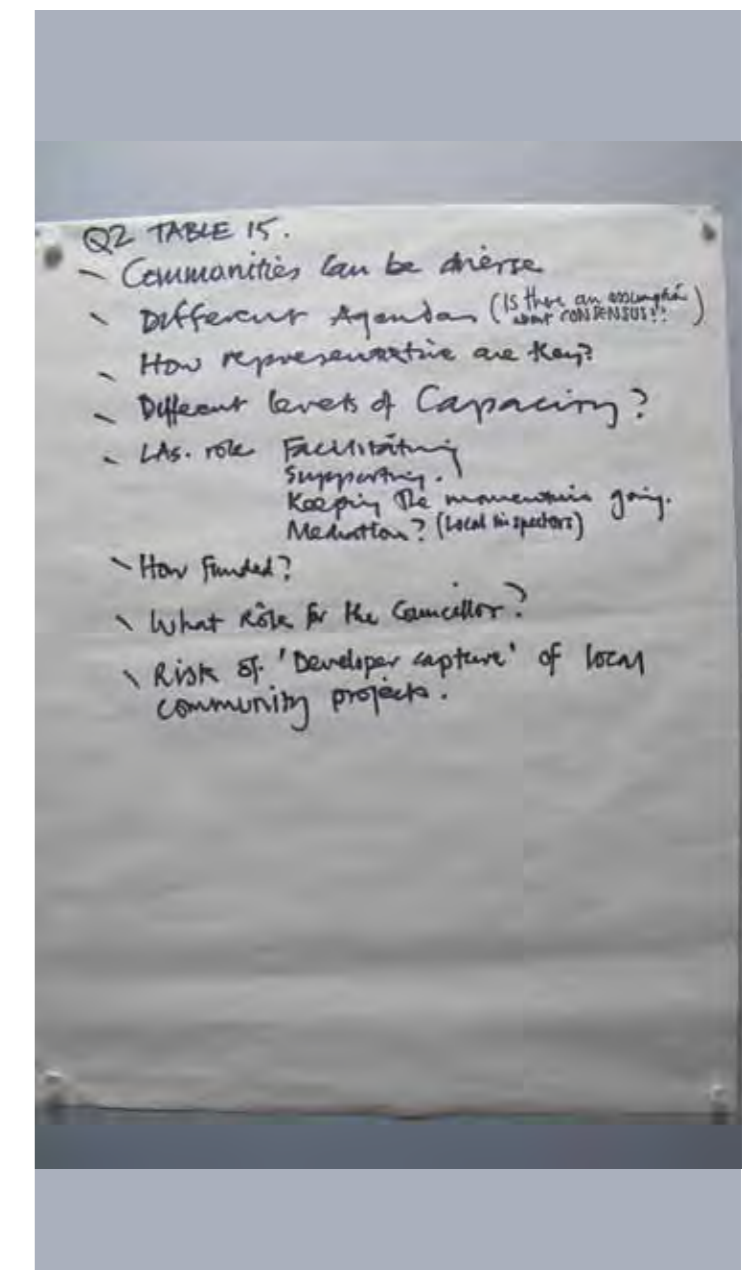 Q2 TABLE 15.
- Communities can be diverse
- Different Agendas (Is there an assumption
about CONSENSUS!?)
- How representative are they?
- Different levels of Capacity?
- LAs. role Facilitating
Supporting.
Keeping the momentum going.
Mediation? (Local inspectors)
- How Funded?
- What Rôle for the Councillor?
- Risk of 'Developer capture' of local
community projects.